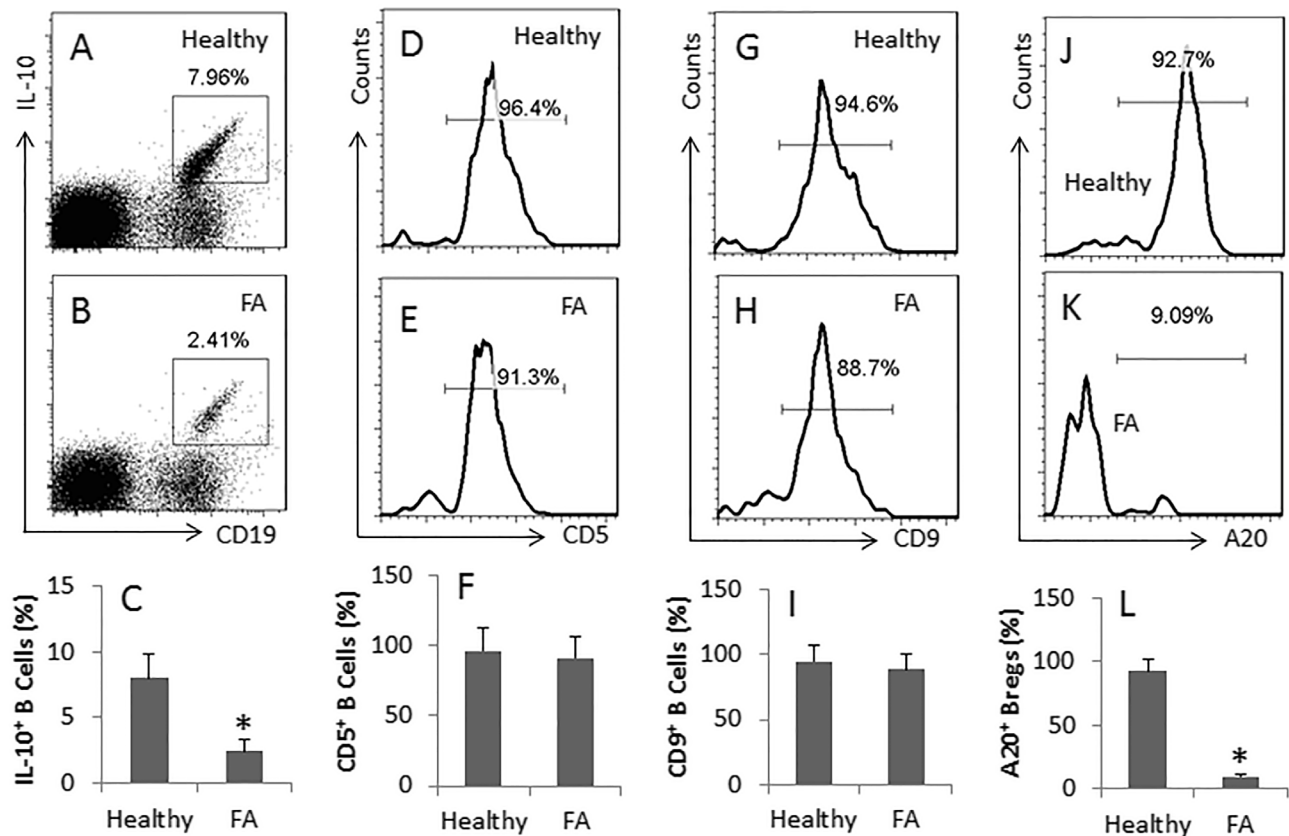 A
Healthy
7.96%
IL-10
B
FA
2.41%
CD19
C
IL-10⁺ B Cells (%)
15
10
5
0
*
Healthy FA
D
Healthy
96.4%
Counts
E
FA
91.3%
CD5
F
CD5⁺ B Cells (%)
150
100
50
0
Healthy FA
G
Healthy
94.6%
Counts
H
FA
88.7%
CD9
I
CD9⁺ B Cells (%)
150
100
50
0
Healthy FA
J
92.7%
Healthy
Counts
K
9.09%
FA
A20
L
A20⁺ Bregs (%)
150
100
50
0
*
Healthy FA